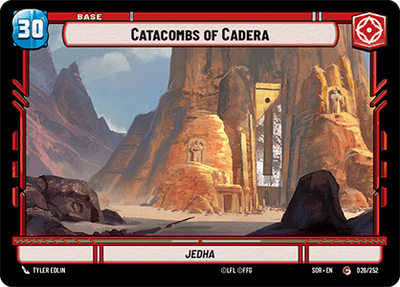 30
BASE
CATACOMBS OF CADERA
JEDHA
TYLER EDLIN
©LFL ©FFG
SOR • EN
C
026/252